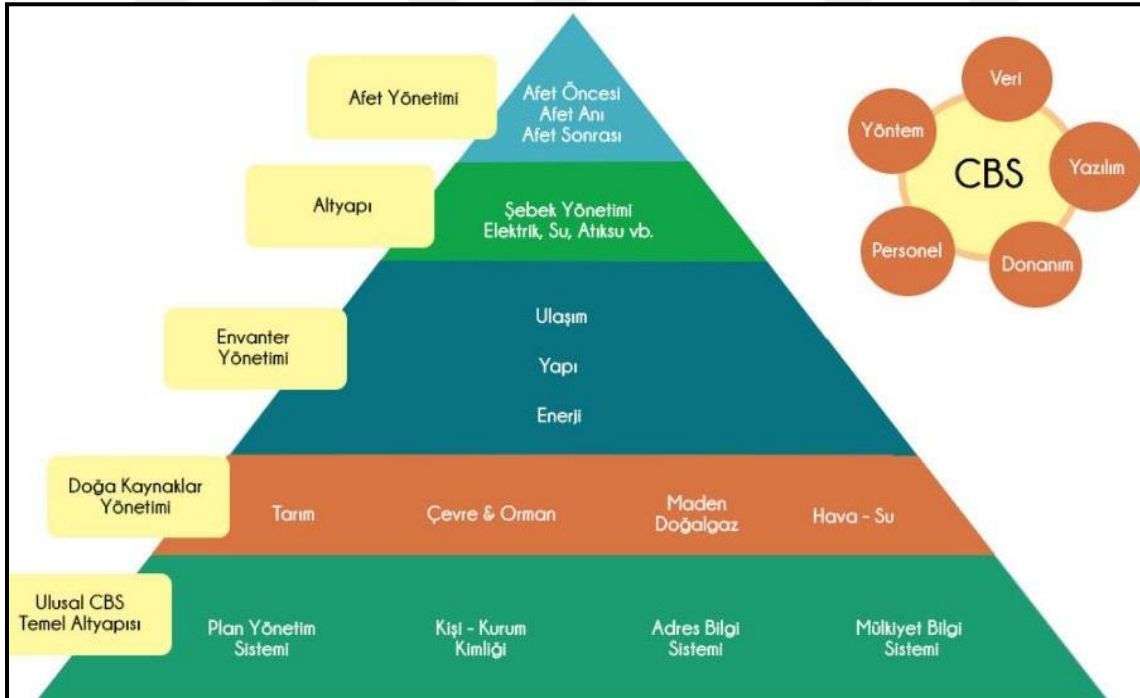 Afet Yönetimi
Afet Öncesi
Afet Anı
Afet Sonrası
Altyapı
Şebek Yönetimi
Elektrik, Su, Atıksu vb.
Envanter
Yönetimi
Ulaşım
Yapı
Enerji
Doğa Kaynaklar
Yönetimi
Tarım
Çevre & Orman
Maden
Doğalgaz
Hava - Su
Ulusal CBS
Temel Altyapısı
Plan Yönetim
Sistemi
Kişi - Kurum
Kimliği
Adres Bilgi
Sistemi
Mülkiyet Bilgi
Sistemi
Veri
Yöntem
CBS
Yazılım
Personel
Donanım